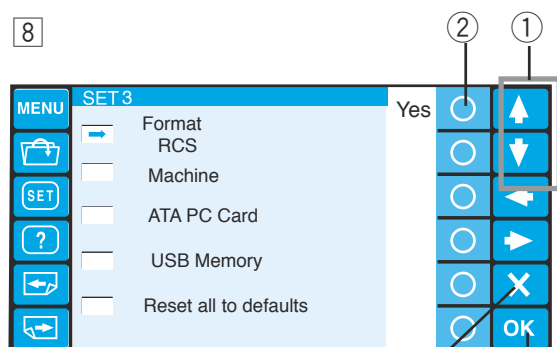 8
2
1
MENU
SET 3
Yes
Format
RCS
Machine
SET
ATA PC Card
?
USB Memory
Reset all to defaults
OK